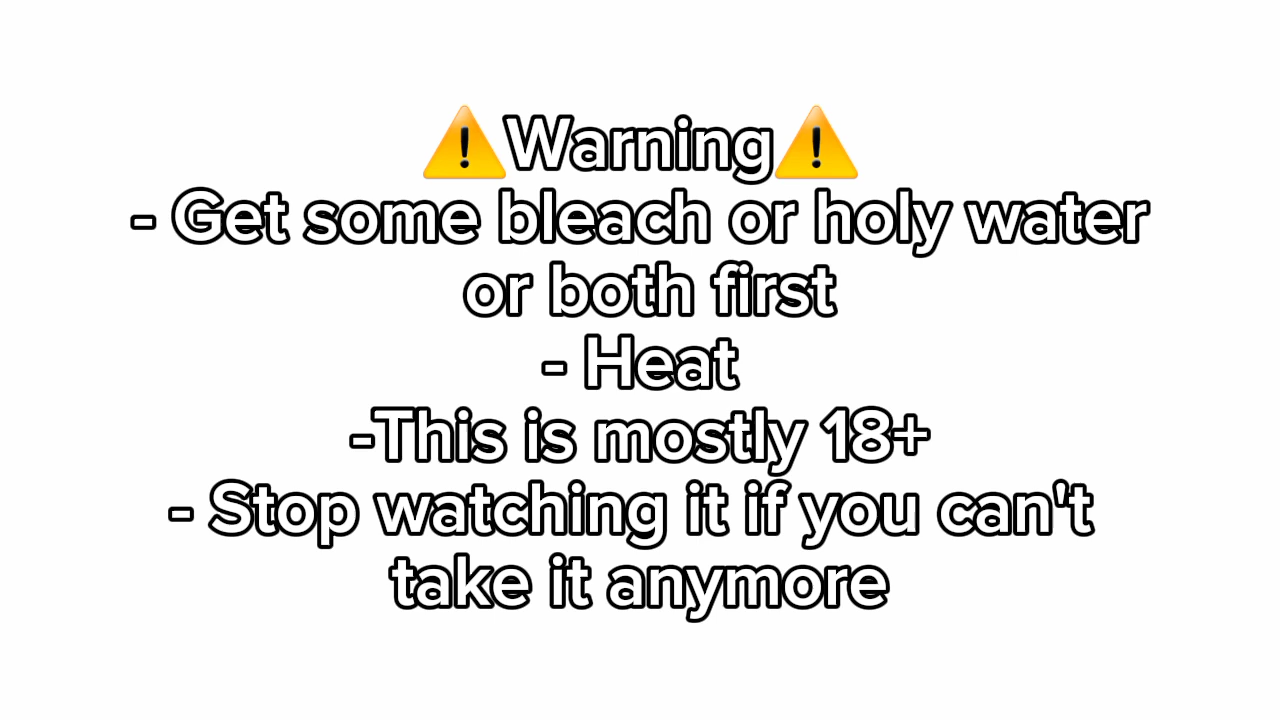 ⚠️Warning⚠️
- Get some bleach or holy water
or both first
- Heat
-This is mostly 18+
- Stop watching it if you can't
take it anymore